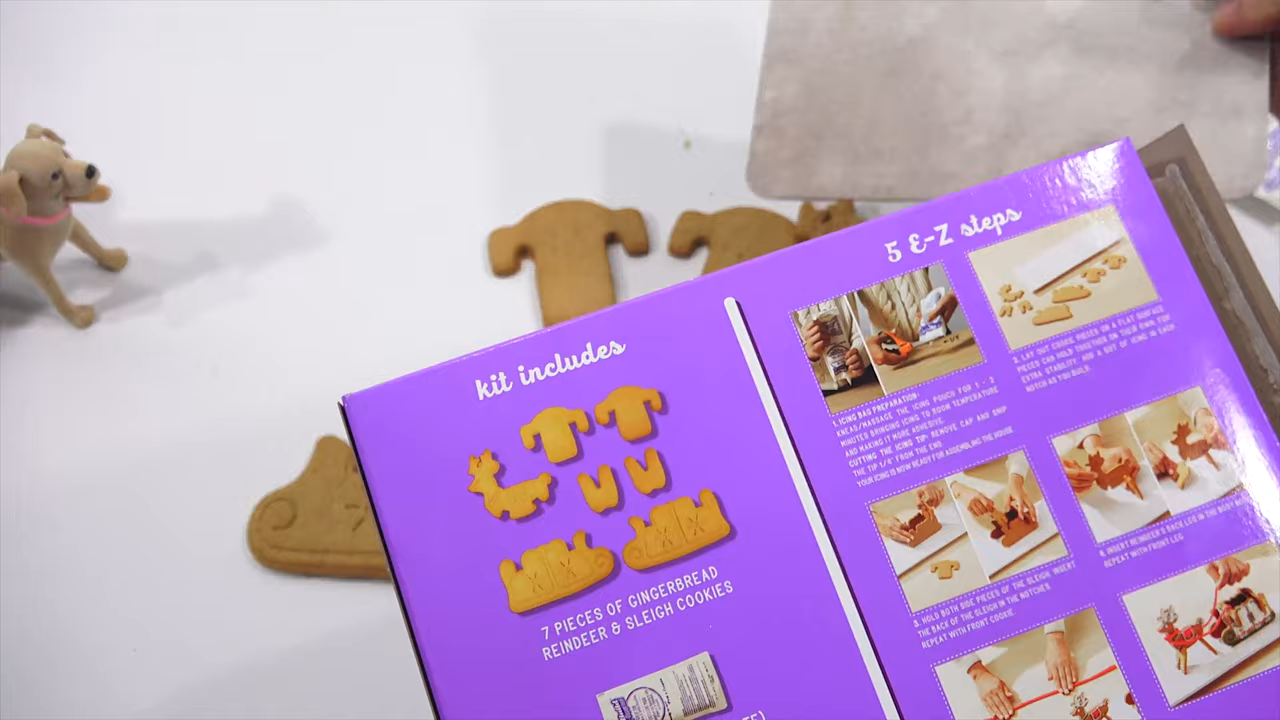 kit includes
7 PIECES OF GINGERBREAD
REINDEER & SLEIGH COOKIES
5 E-Z steps
1. ICING BAG PREPARATION:
KNEAD/MASSAGE THE ICING POUCH FOR 1 - 2
MINUTES BRINGING ICING TO ROOM TEMPERATURE
AND MAKING IT MORE ADHESIVE.
CUTTING THE ICING TIP: REMOVE CAP AND SNIP
THE TIP 1/4" FROM THE END.
YOUR ICING IS NOW READY FOR ASSEMBLING THE HOUSE
2. LAY OUT COOKIE PIECES ON A FLAT SURFACE
PIECES CAN HOLD TOGETHER ON THEIR OWN. FOR
EXTRA STABILITY, ADD A DOT OF ICING IN EACH
NOTCH AS YOU BUILD.
3. HOLD BOTH SIDE PIECES OF THE SLEIGH INSERT
THE BACK OF THE SLEIGH IN THE NOTCHES.
REPEAT WITH FRONT COOKIE.
4. INSERT REINDEER'S BACK LEG IN THE BODY
REPEAT WITH FRONT LEG